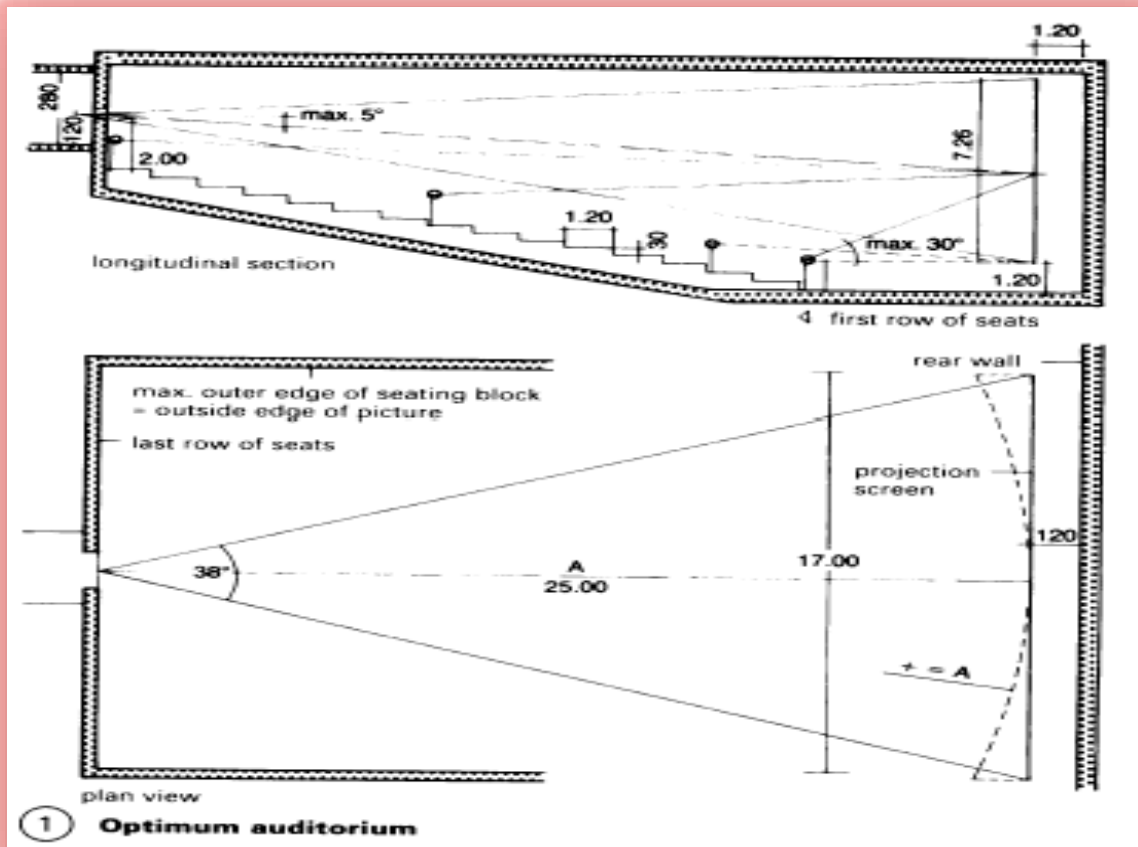 1.20
280
120
max. 5°
2.00
7.26
1.20
30
max. 30°
1.20
longitudinal section
first row of seats
rear wall
max. outer edge of seating block
= outside edge of picture
last row of seats
projection
screen
120
38°
A
25.00
17.00
= A
plan view
1 Optimum auditorium